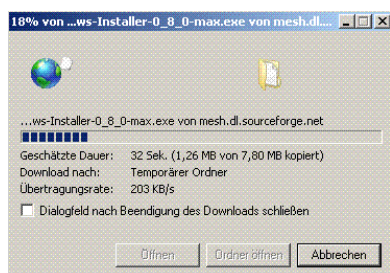 18% von ...ws-Installer-0_8_0-max.exe von mesh.dl....
...ws-Installer-0_8_0-max.exe von mesh.dl.sourceforge.net
Geschätzte Dauer: 32 Sek. (1,26 MB von 7,80 MB kopiert)
Download nach: Temporärer Ordner
Übertragungsrate: 203 KB/s
Dialogfeld nach Beendigung des Downloads schließen
Öffnen Ordner öffnen Abbrechen